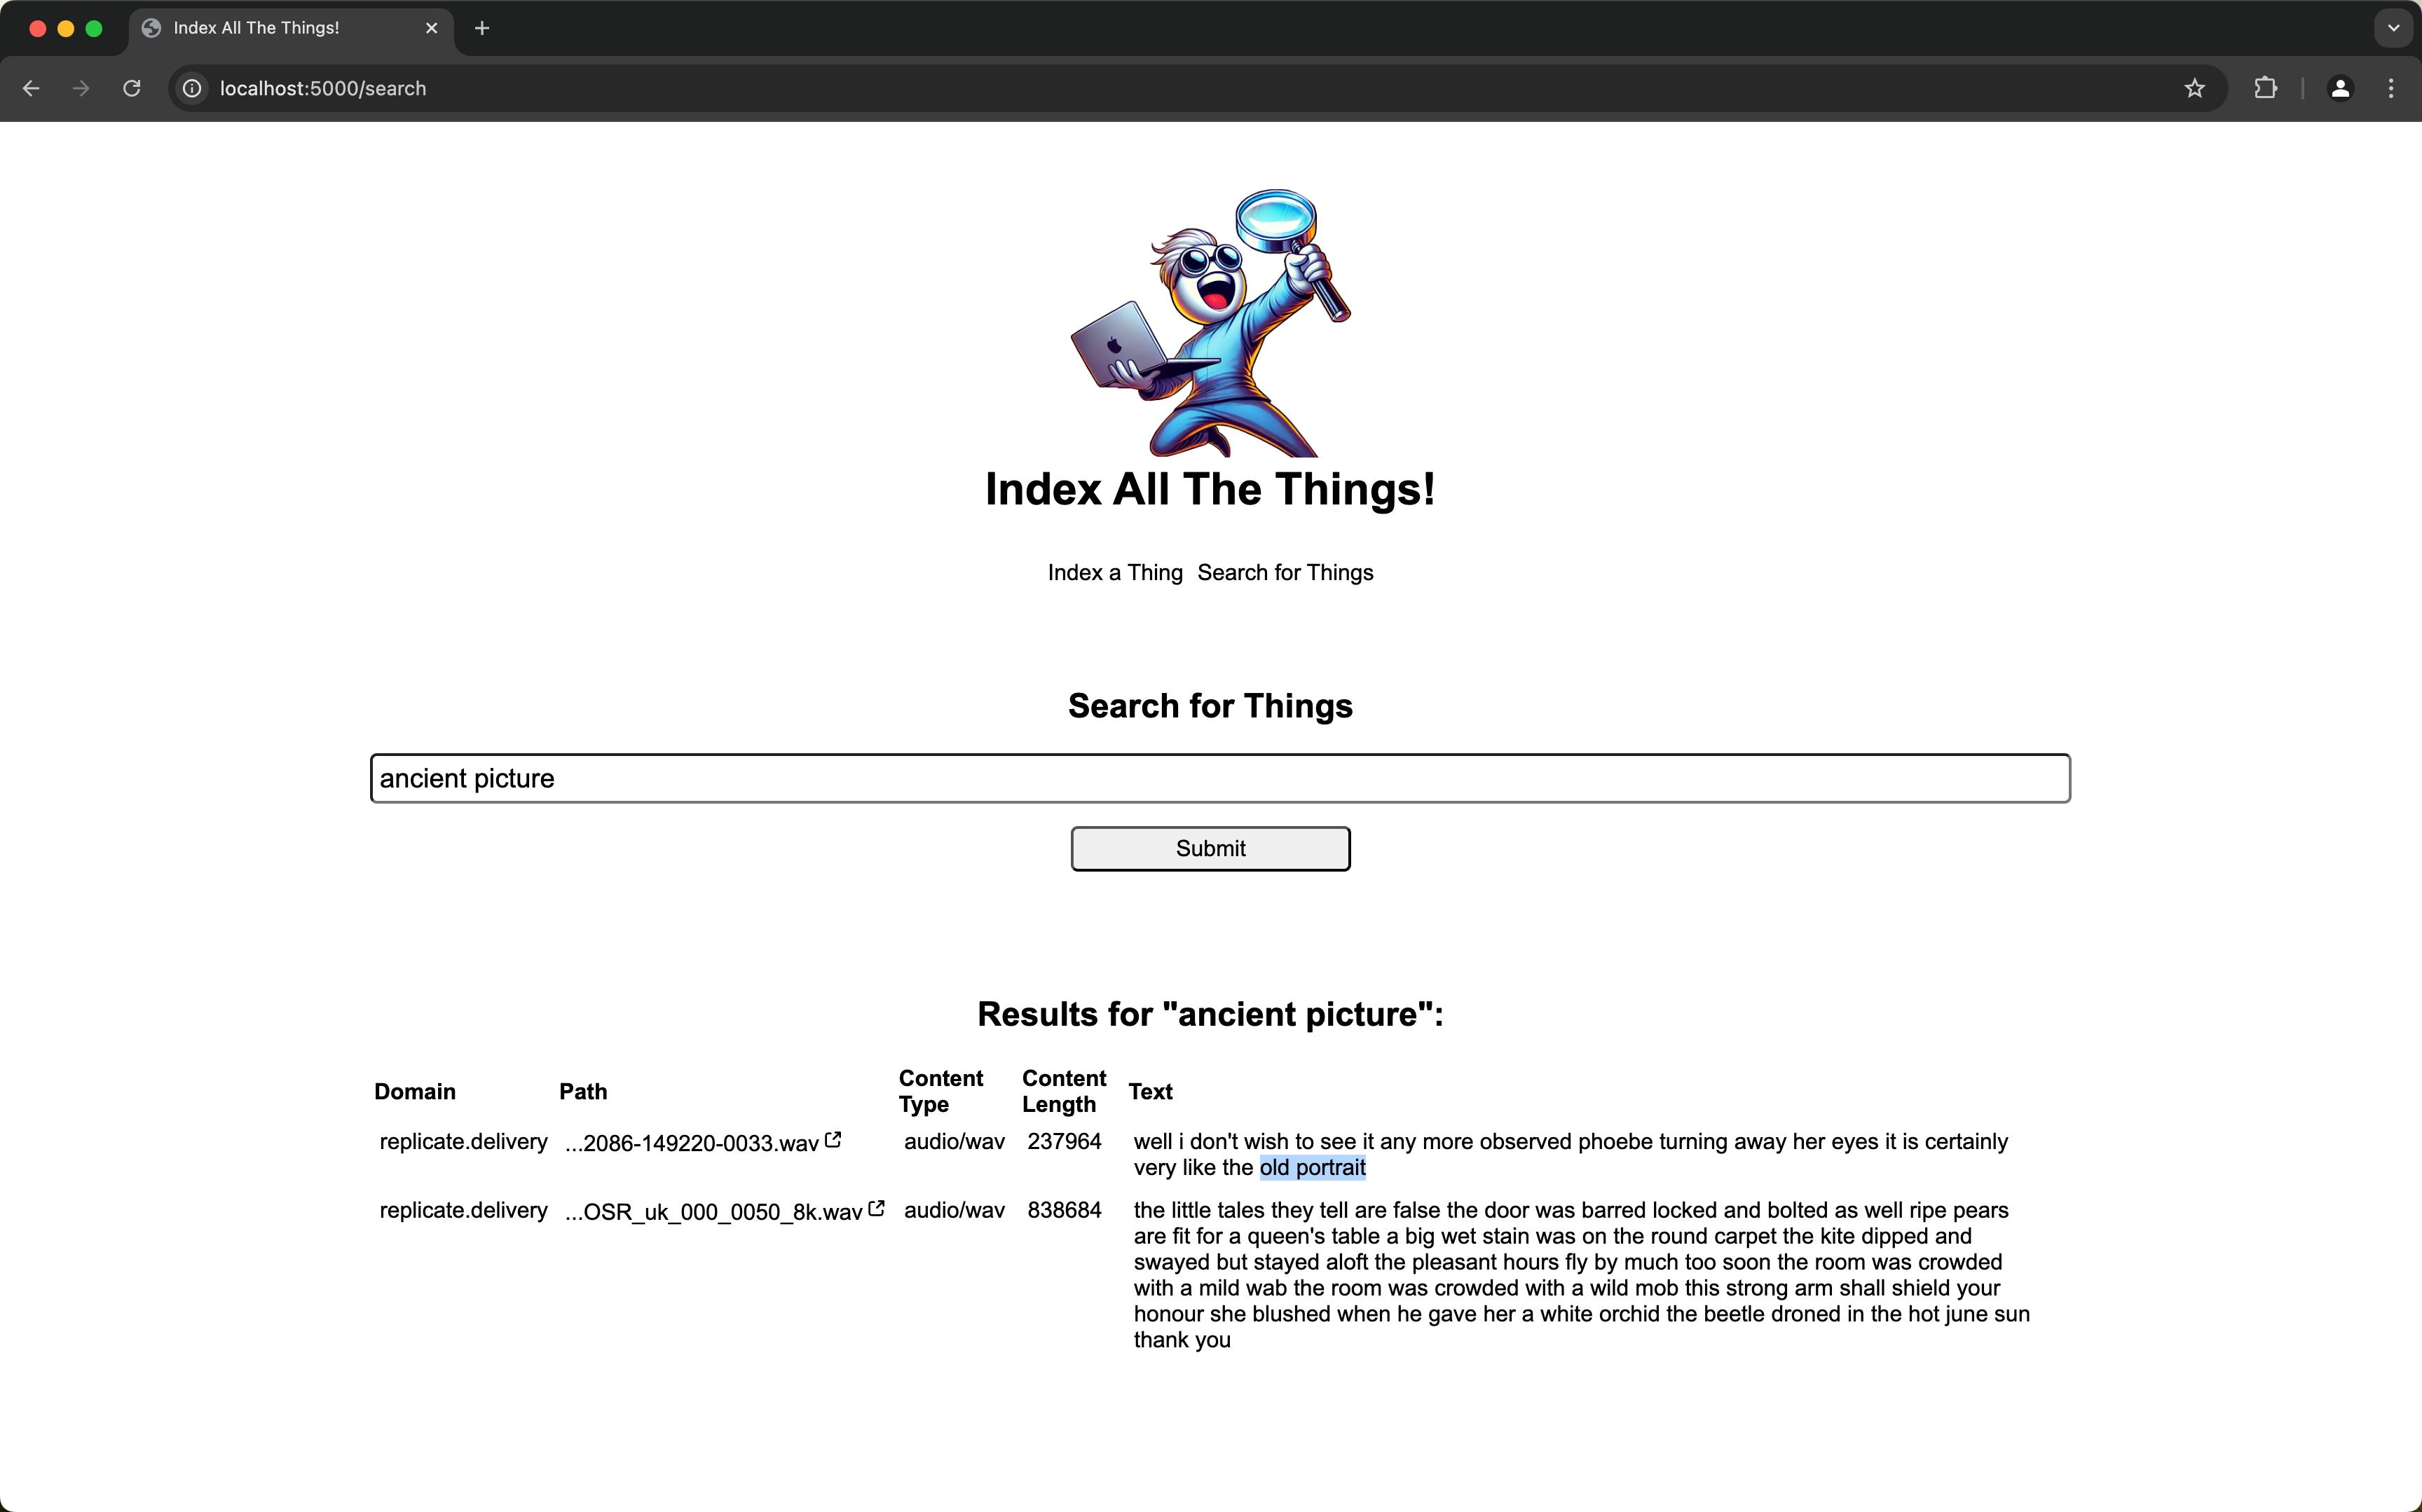 Index All The Things!
localhost:5000/search
Index All The Things!
Index a Thing Search for Things
Search for Things
ancient picture
Submit
Results for "ancient picture":
Domain Path Content Type Content Length Text
replicate.delivery ...2086-149220-0033.wav audio/wav 237964 well i don't wish to see it any more observed phoebe turning away her eyes it is certainly
very like the old portrait
replicate.delivery ...OSR_uk_000_0050_8k.wav audio/wav 838684 the little tales they tell are false the door was barred locked and bolted as well ripe pears
are fit for a queen's table a big wet stain was on the round carpet the kite dipped and
swayed but stayed aloft the pleasant hours fly by much too soon the room was crowded
with a mild wab the room was crowded with a wild mob this strong arm shall shield your
honour she blushed when he gave her a white orchid the beetle droned in the hot june sun
thank you